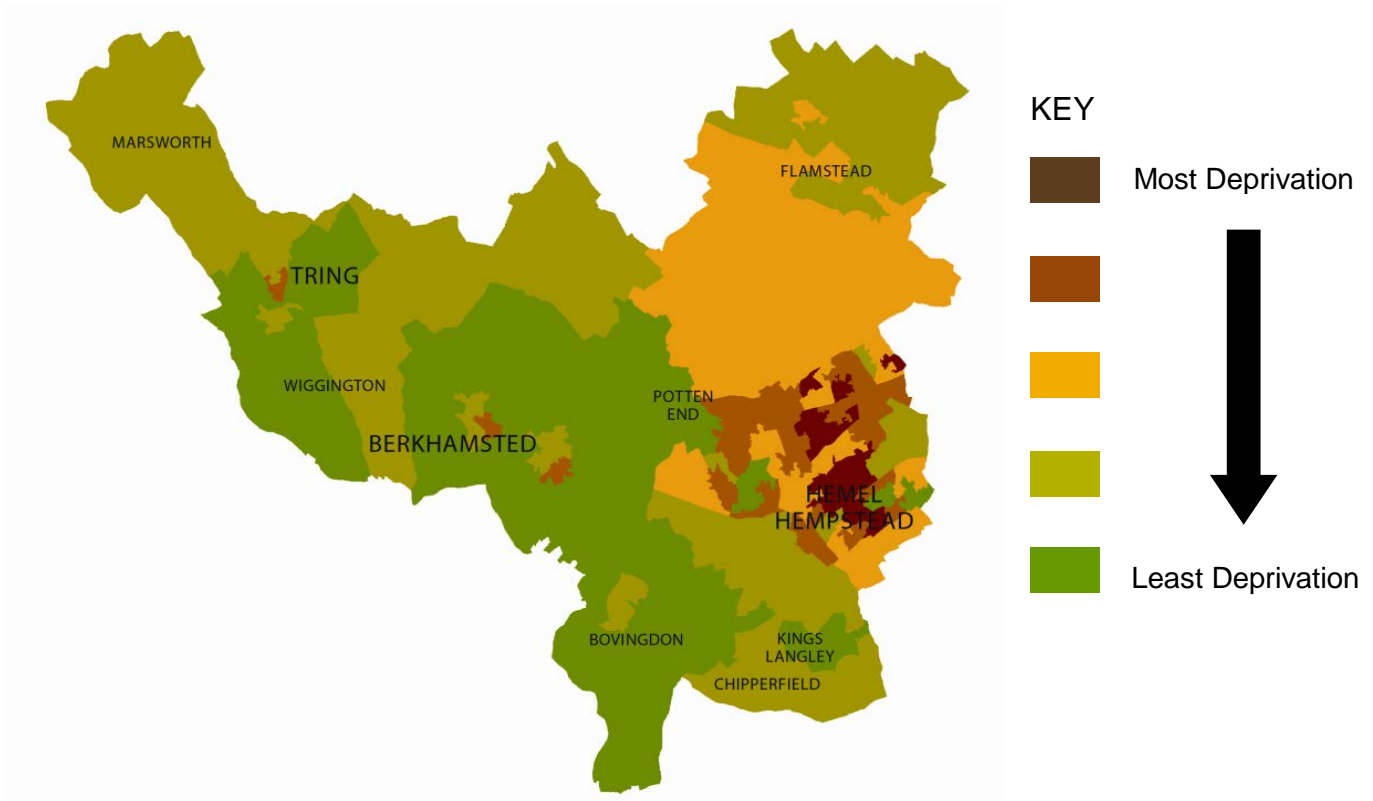 MARSWORTH
FLAMSTEAD
TRING
WIGGINGTON
POTTEN
END
BERKHAMSTED
HEMEL
HEMPSTEAD
BOVINGDON
KINGS
LANGLEY
CHIPPERFIELD
KEY
Most Deprivation
Least Deprivation